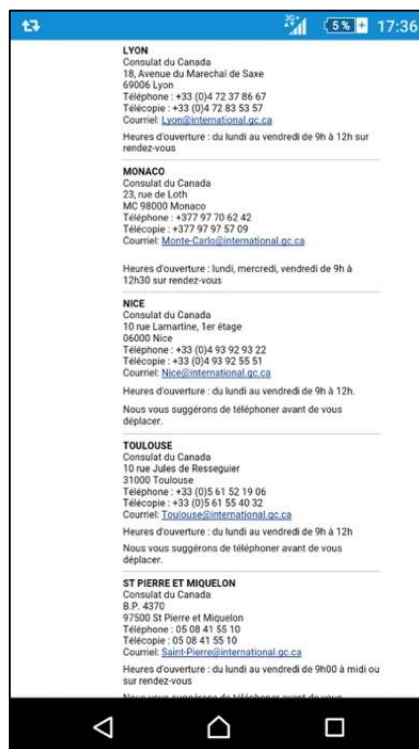 3G
5%
17:36
LYON
Consulat du Canada
18, Avenue du Marechal de Saxe
69006 Lyon
Téléphone : +33 (0)4 72 37 86 67
Télécopie : +33 (0)4 72 83 53 57
Courriel: Lyon@international.gc.ca
Heures d'ouverture : du lundi au vendredi de 9h à 12h sur
rendez-vous
MONACO
Consulat du Canada
23, rue de Loth
MC 98000 Monaco
Téléphone : +377 97 70 62 42
Télécopie : +377 97 97 57 09
Courriel: Monte-Carlo@international.gc.ca
Heures d'ouverture : lundi, mercredi, vendredi de 9h à
12h30 sur rendez-vous
NICE
Consulat du Canada
10 rue Lamartine, 1er étage
06000 Nice
Téléphone : +33 (0)4 93 92 93 22
Télécopie : +33 (0)4 93 92 55 51
Courriel: Nice@international.gc.ca
Heures d'ouverture : du lundi au vendredi de 9h à 12h.
Nous vous suggérons de téléphoner avant de vous
déplacer.
TOULOUSE
Consulat du Canada
10 rue Jules de Resseguier
31000 Toulouse
Téléphone : +33 (0)5 61 52 19 06
Télécopie : +33 (0)5 61 55 40 32
Courriel: Toulouse@international.gc.ca
Heures d'ouverture : du lundi au vendredi de 9h à 12h
Nous vous suggérons de téléphoner avant de vous
déplacer.
ST PIERRE ET MIQUELON
Consulat du Canada
B.P. 4370
97500 St Pierre et Miquelon
Téléphone : 05 08 41 55 10
Télécopie : 05 08 41 55 10
Courriel: Saint-Pierre@international.gc.ca
Heures d'ouverture : du lundi au vendredi de 9h00 à midi ou
sur rendez-vous
Nous vous suggérons de téléphoner avant de vous